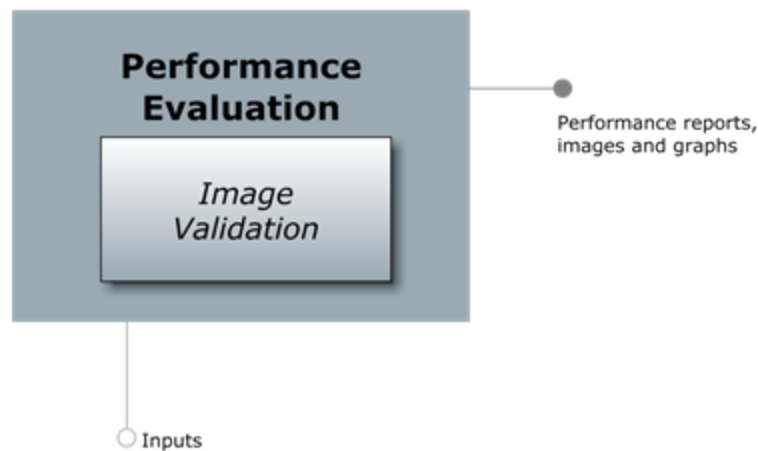 Performance
Evaluation
Image
Validation
Performance reports,
images and graphs
Inputs